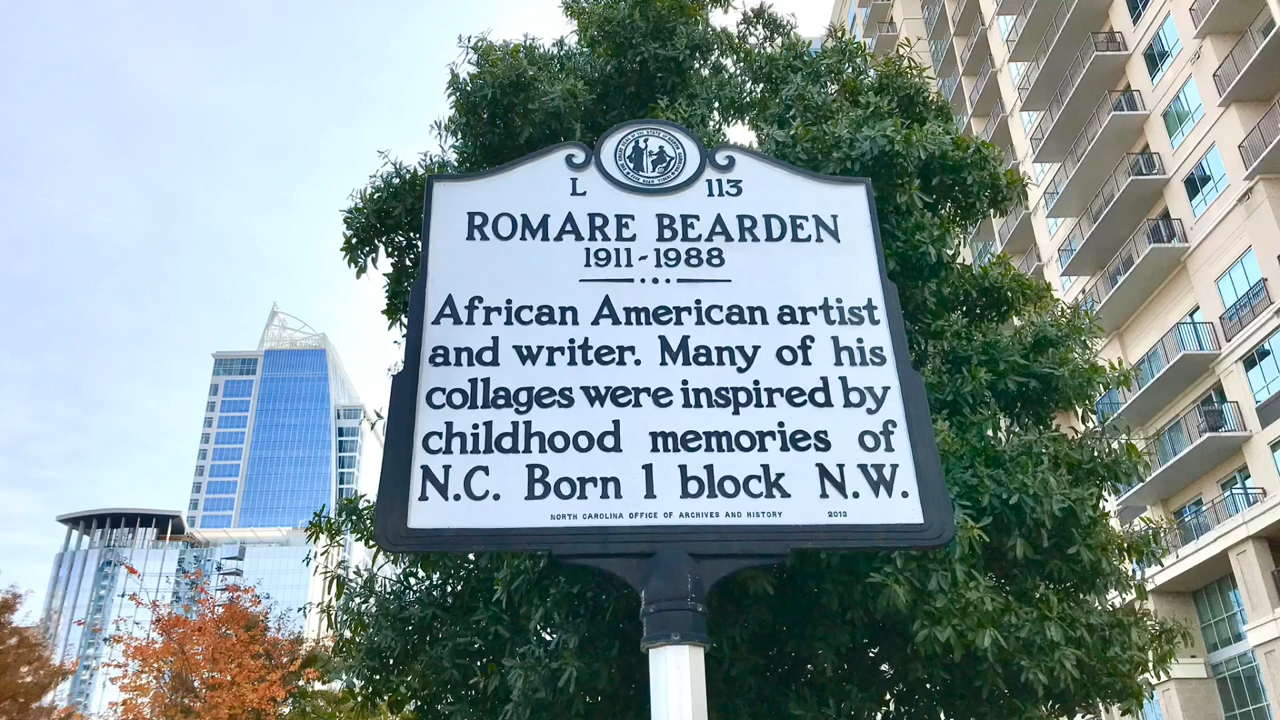 L 113
ROMARE BEARDEN
1911-1988
African American artist
and writer. Many of his
collages were inspired by
childhood memories of
N.C. Born 1 block N.W.
NORTH CAROLINA OFFICE OF ARCHIVES AND HISTORY 2013